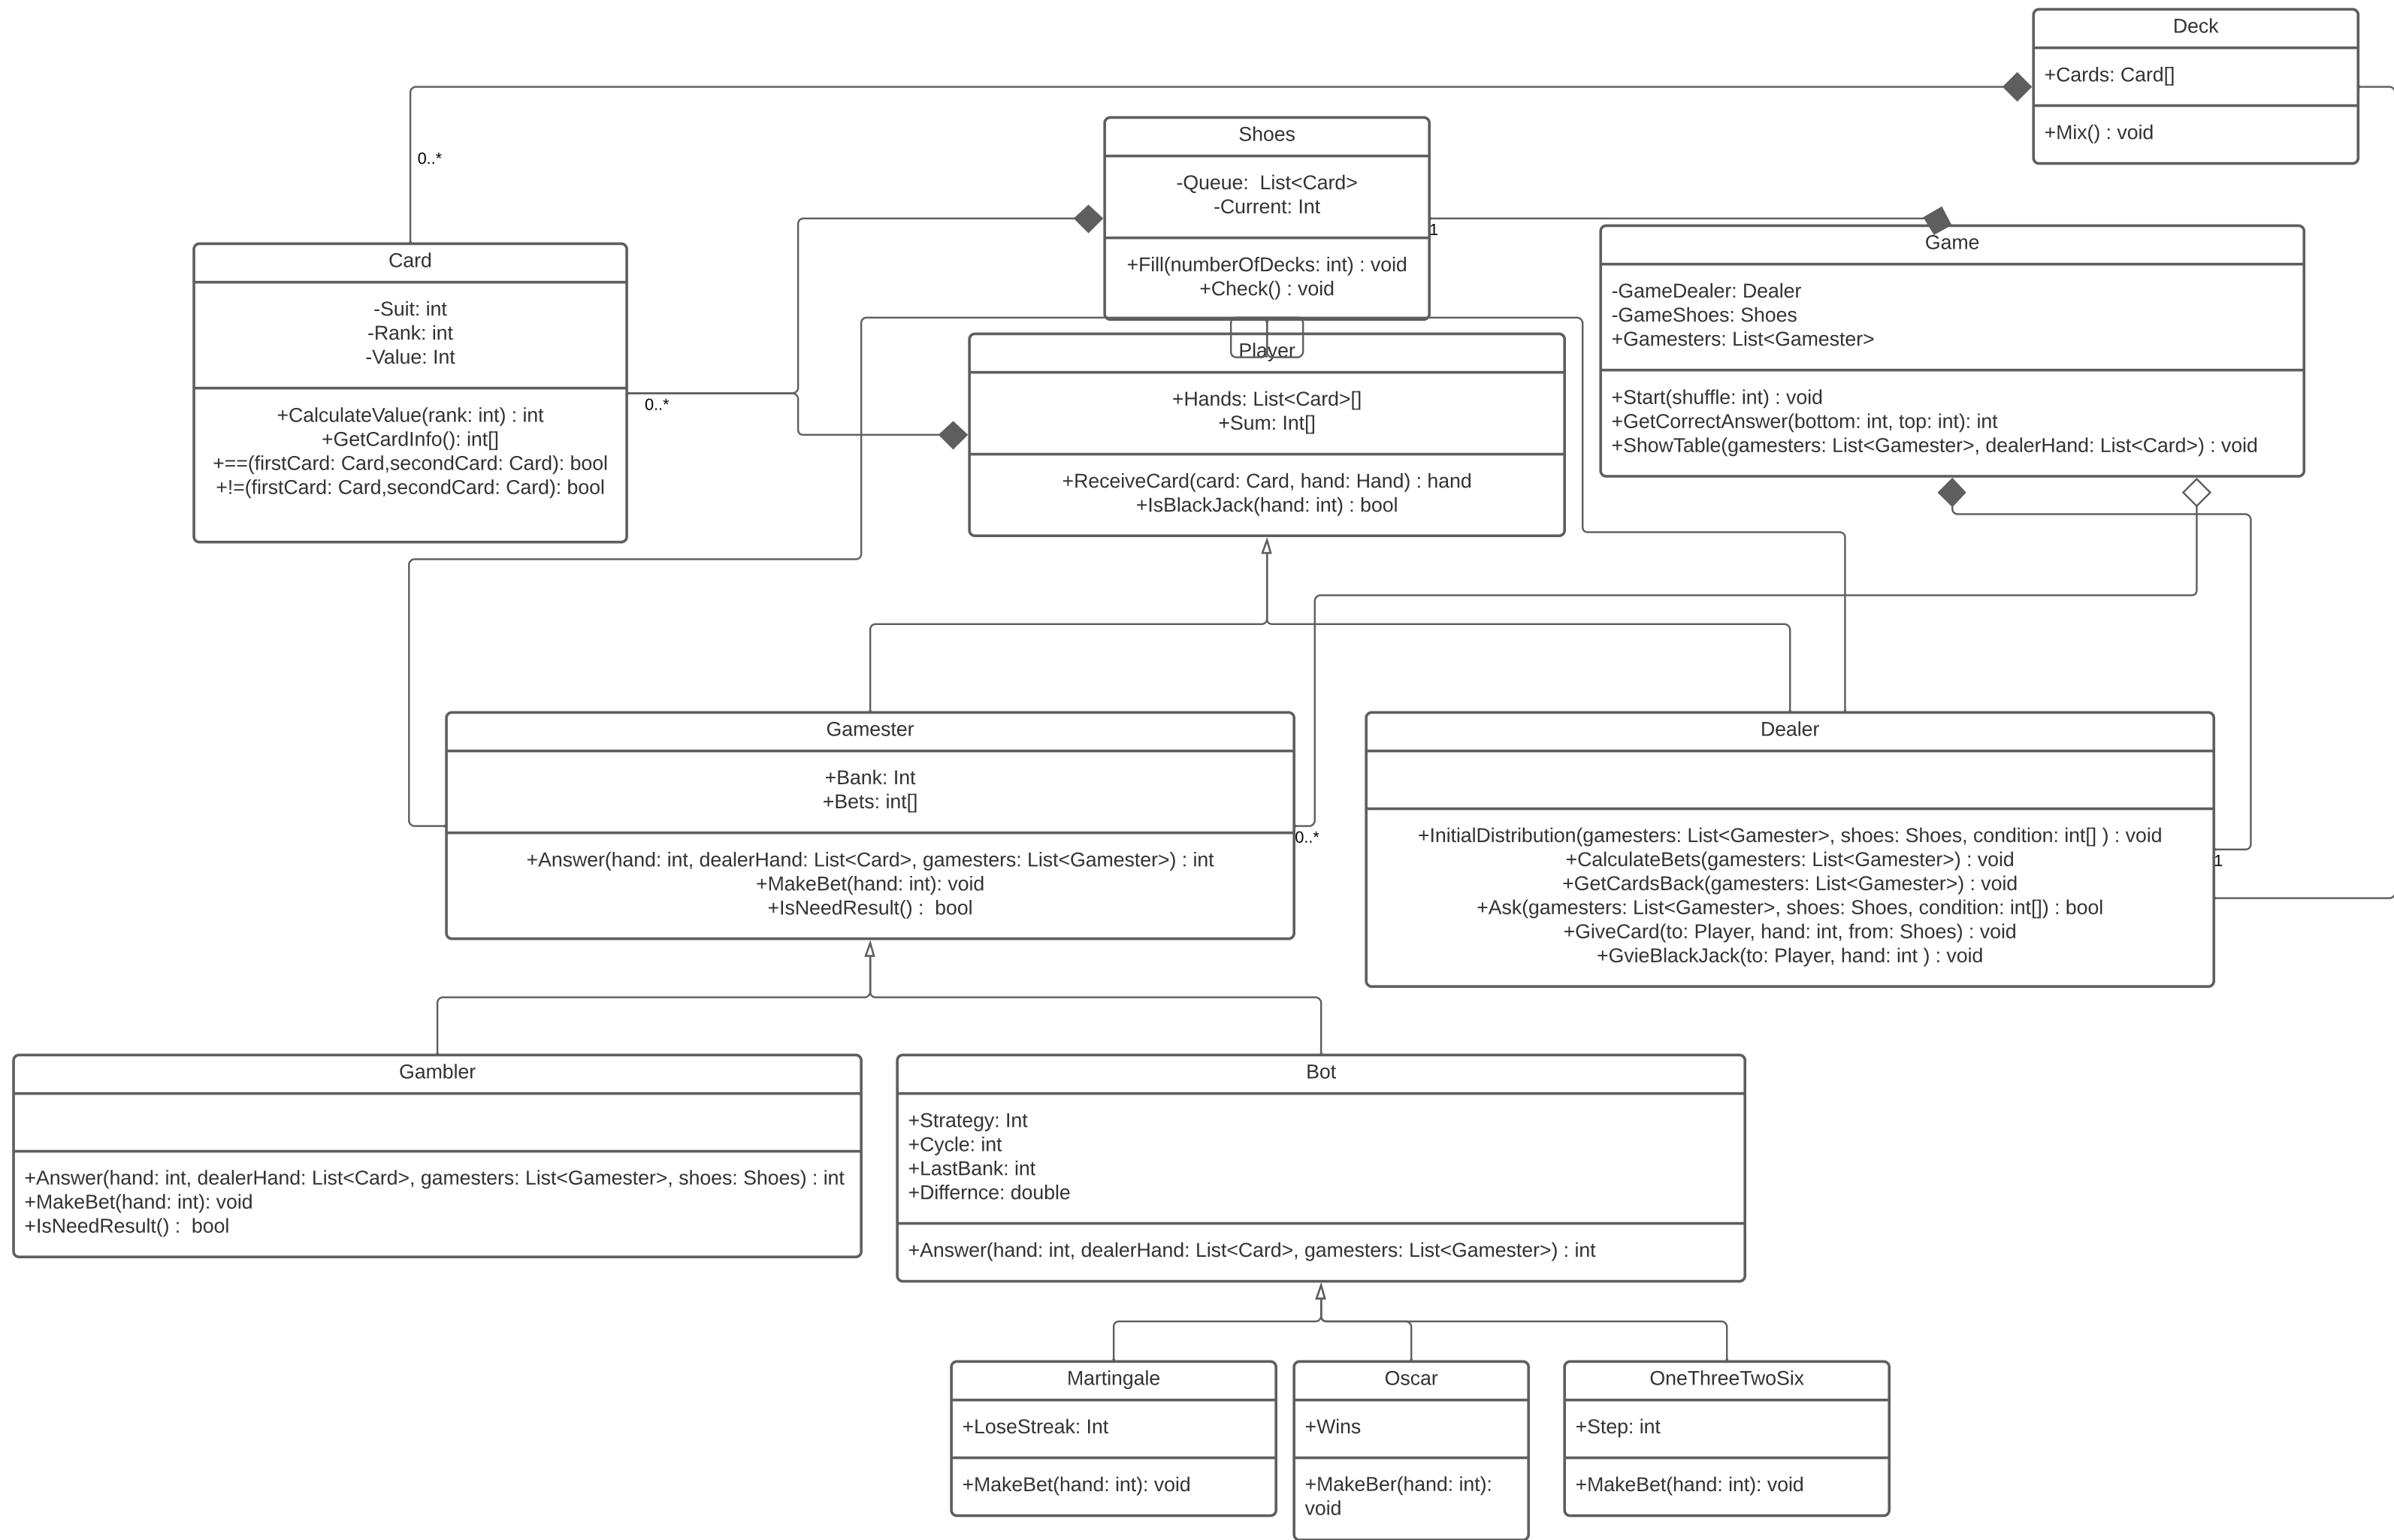 Deck
+Cards: Card[]
+Mix() : void
0..*
Shoes
-Queue:  List<Card>
-Current: Int
+Fill(numberOfDecks: int) : void
+Check() : void
1
Card
-Suit: int
-Rank: int
-Value: Int
+CalculateValue(rank: int) : int
+GetCardInfo(): int[]
+==(firstCard: Card,secondCard: Card): bool
+!=(firstCard: Card,secondCard: Card): bool
0..*
Player
+Hands: List<Card>[]
+Sum: Int[]
+ReceiveCard(card: Card, hand: Hand) : hand
+IsBlackJack(hand: int) : bool
Game
-GameDealer: Dealer
-GameShoes: Shoes
+Gamesters: List<Gamester>
+Start(shuffle: int) : void
+GetCorrectAnswer(bottom: int, top: int): int
+ShowTable(gamesters: List<Gamester>, dealerHand: List<Card>) : void
Gamester
+Bank: Int
+Bets: int[]
+Answer(hand: int, dealerHand: List<Card>, gamesters: List<Gamester>) : int
+MakeBet(hand: int): void
+IsNeedResult() :  bool
0..*
Dealer
+InitialDistribution(gamesters: List<Gamester>, shoes: Shoes, condition: int[] ) : void
+CalculateBets(gamesters: List<Gamester>) : void
+GetCardsBack(gamesters: List<Gamester>) : void
+Ask(gamesters: List<Gamester>, shoes: Shoes, condition: int[]) : bool
+GiveCard(to: Player, hand: int, from: Shoes) : void
+GvieBlackJack(to: Player, hand: int ) : void
1
Gambler
+Answer(hand: int, dealerHand: List<Card>, gamesters: List<Gamester>, shoes: Shoes) : int
+MakeBet(hand: int): void
+IsNeedResult() :  bool
Bot
+Strategy: Int
+Cycle: int
+LastBank: int
+Differnce: double
+Answer(hand: int, dealerHand: List<Card>, gamesters: List<Gamester>) : int
Martingale
+LoseStreak: Int
+MakeBet(hand: int): void
Oscar
+Wins
+MakeBer(hand: int):
void
OneThreeTwoSix
+Step: int
+MakeBet(hand: int): void